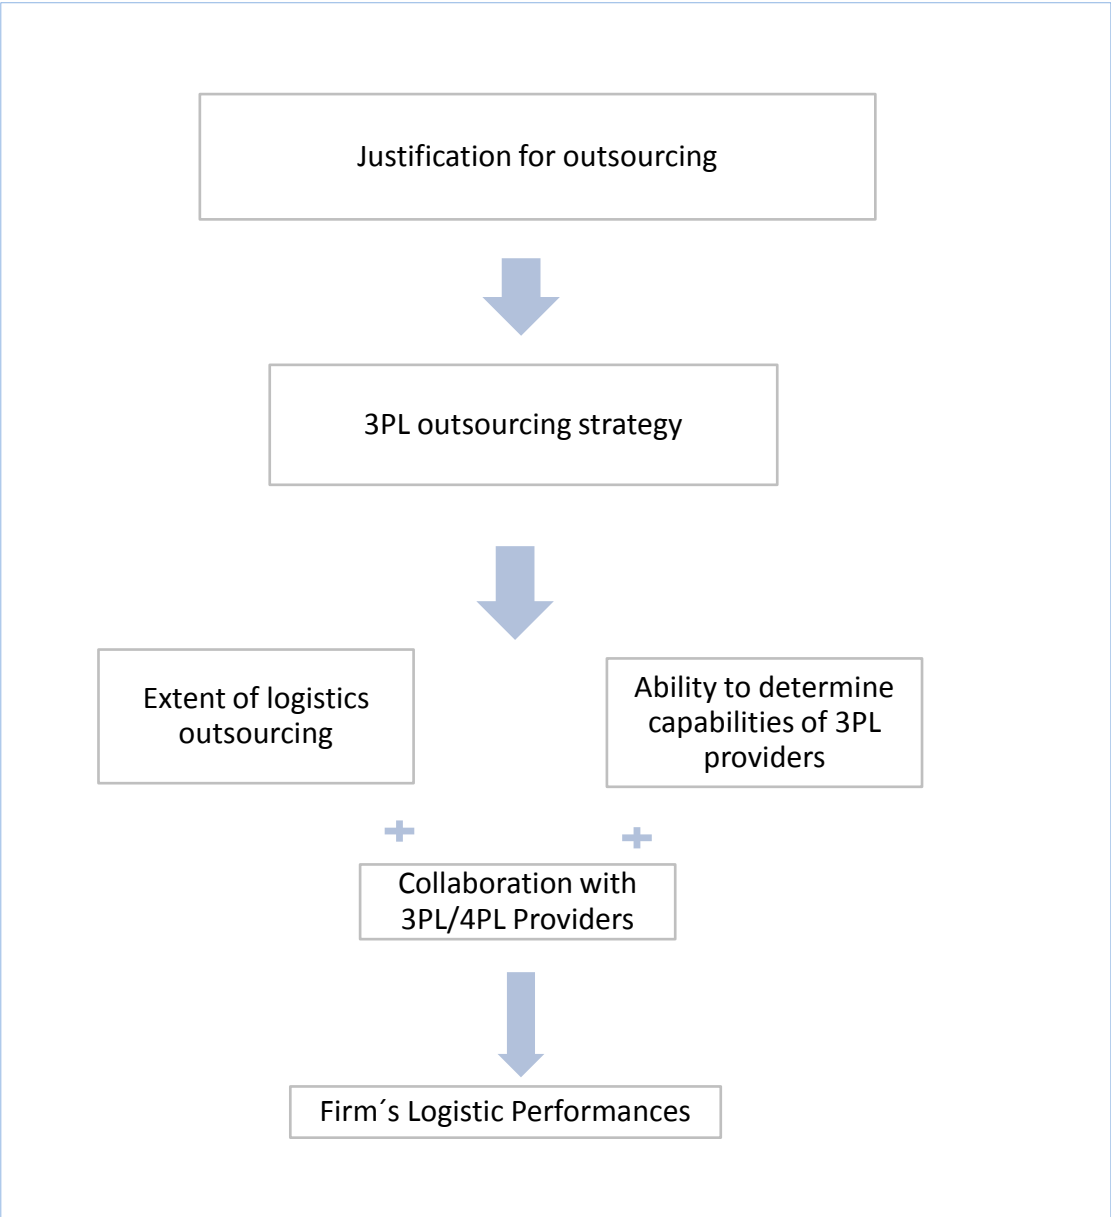 Justification for outsourcing
3PL outsourcing strategy
Extent of logistics
outsourcing
Ability to determine
capabilities of 3PL
providers
+
+
Collaboration with
3PL/4PL Providers
Firm´s Logistic Performances